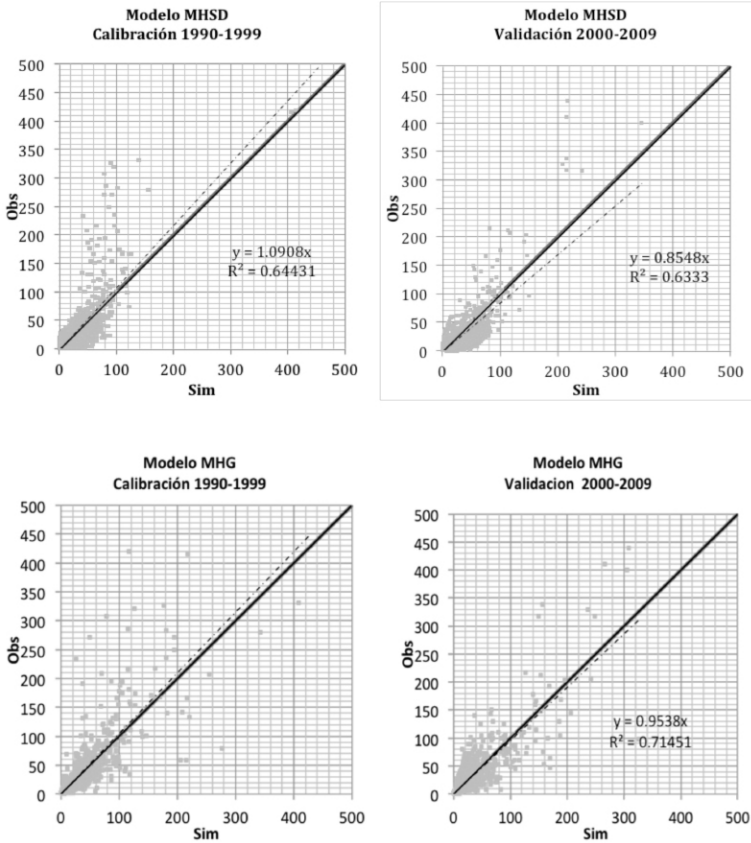 Modelo MHSD
Calibración 1990-1999
500
450
400
350
300
250
200
150
100
50
0
Obs
y = 1.0908x
R² = 0.64431
0 100 200 300 400 500
Sim
Modelo MHSD
Validación 2000-2009
500
450
400
350
300
250
200
150
100
50
0
Obs
y = 0.8548x
R² = 0.6333
0 100 200 300 400 500
Sim
Modelo MHG
Calibración 1990-1999
500
450
400
350
300
250
200
150
100
50
0
Obs
0 100 200 300 400 500
Sim
Modelo MHG
Validacion 2000-2009
500
450
400
350
300
250
200
150
100
50
0
Obs
y = 0.9538x
R² = 0.71451
0 100 200 300 400 500
Sim